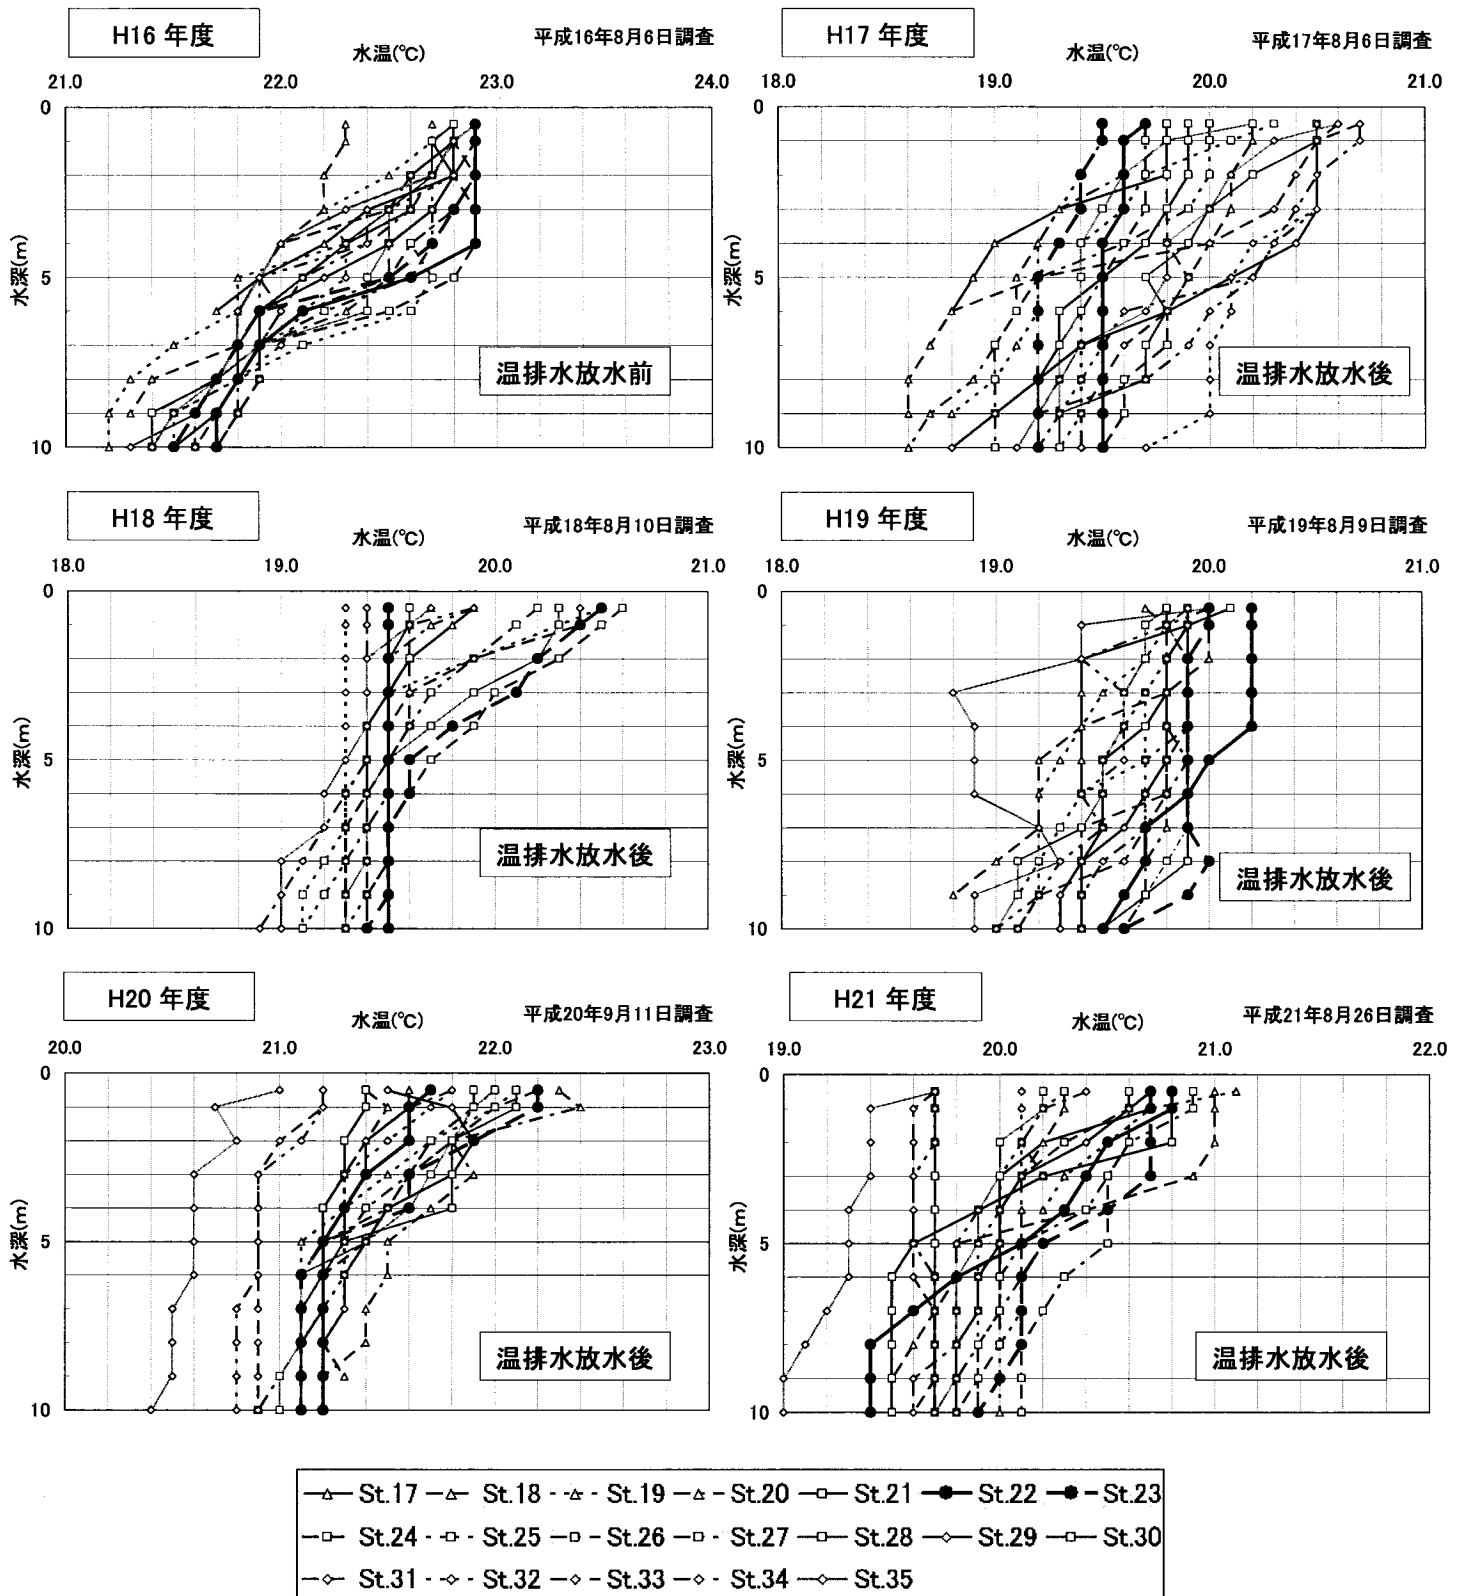 H16 年度
平成16年8月6日調査
水温(℃)
21.0 22.0 23.0 24.0
0
5
10
水深(m)
温排水放水前
H17 年度
平成17年8月6日調査
水温(℃)
18.0 19.0 20.0 21.0
0
5
10
水深(m)
温排水放水後
H18 年度
平成18年8月10日調査
水温(℃)
18.0 19.0 20.0 21.0
0
5
10
水深(m)
温排水放水後
H19 年度
平成19年8月9日調査
水温(℃)
18.0 19.0 20.0 21.0
0
5
10
水深(m)
温排水放水後
H20 年度
平成20年9月11日調査
水温(℃)
20.0 21.0 22.0 23.0
0
5
10
水深(m)
温排水放水後
H21 年度
平成21年8月26日調査
水温(℃)
19.0 20.0 21.0 22.0
0
5
10
水深(m)
温排水放水後
St.17 St.18 St.19 St.20 St.21 St.22 St.23
St.24 St.25 St.26 St.27 St.28 St.29 St.30
St.31 St.32 St.33 St.34 St.35